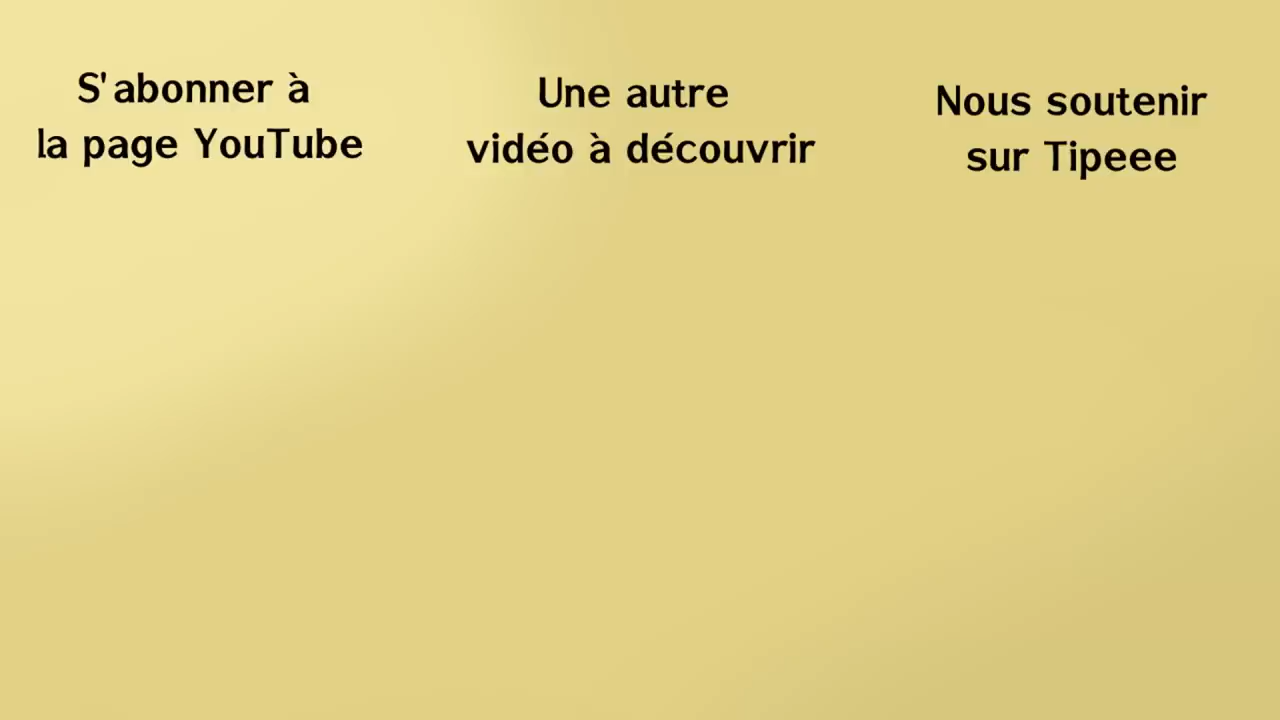 S'abonner à
la page YouTube
Une autre
vidéo à découvrir
Nous soutenir
sur Tipeee